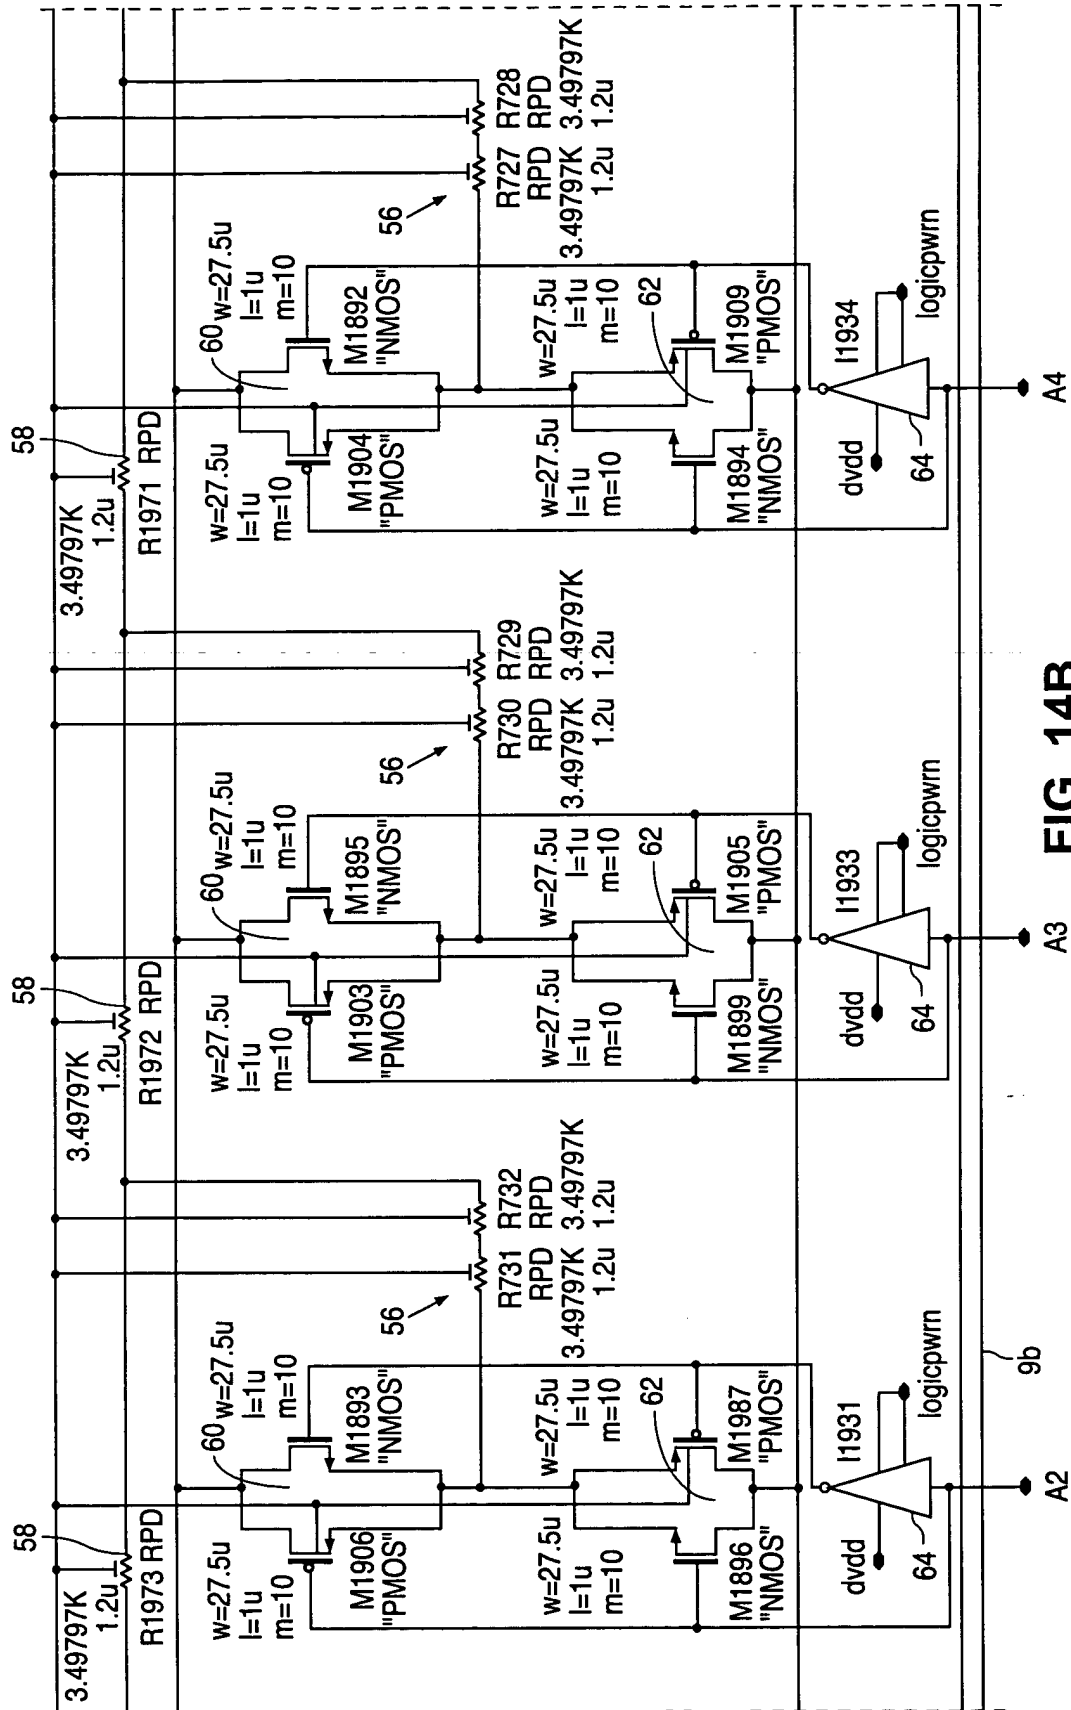 58
3.49797K
1.2u
R1973 RPD
60
w=27.5u
l=1u
m=10
w=27.5u
l=1u
m=10
M1906
"PMOS"
M1893
"NMOS"
56
R731
RPD
3.49797K
1.2u
R732
RPD
3.49797K
1.2u
w=27.5u
l=1u
m=10
w=27.5u
l=1u
m=10
62
M1896
"NMOS"
M1987
"PMOS"
dvdd
I1931
64
logicpwrn
A2
9b
58
3.49797K
1.2u
R1972 RPD
60
w=27.5u
l=1u
m=10
w=27.5u
l=1u
m=10
M1903
"PMOS"
M1895
"NMOS"
56
R730
RPD
3.49797K
1.2u
R729
RPD
3.49797K
1.2u
w=27.5u
l=1u
m=10
w=27.5u
l=1u
m=10
62
M1899
"NMOS"
M1905
"PMOS"
dvdd
I1933
64
logicpwrn
A3
58
3.49797K
1.2u
R1971 RPD
60
w=27.5u
l=1u
m=10
w=27.5u
l=1u
m=10
M1904
"PMOS"
M1892
"NMOS"
56
R727
RPD
3.49797K
1.2u
R728
RPD
3.49797K
1.2u
w=27.5u
l=1u
m=10
w=27.5u
l=1u
m=10
62
M1894
"NMOS"
M1909
"PMOS"
dvdd
I1934
64
logicpwrn
A4
FIG. 14B